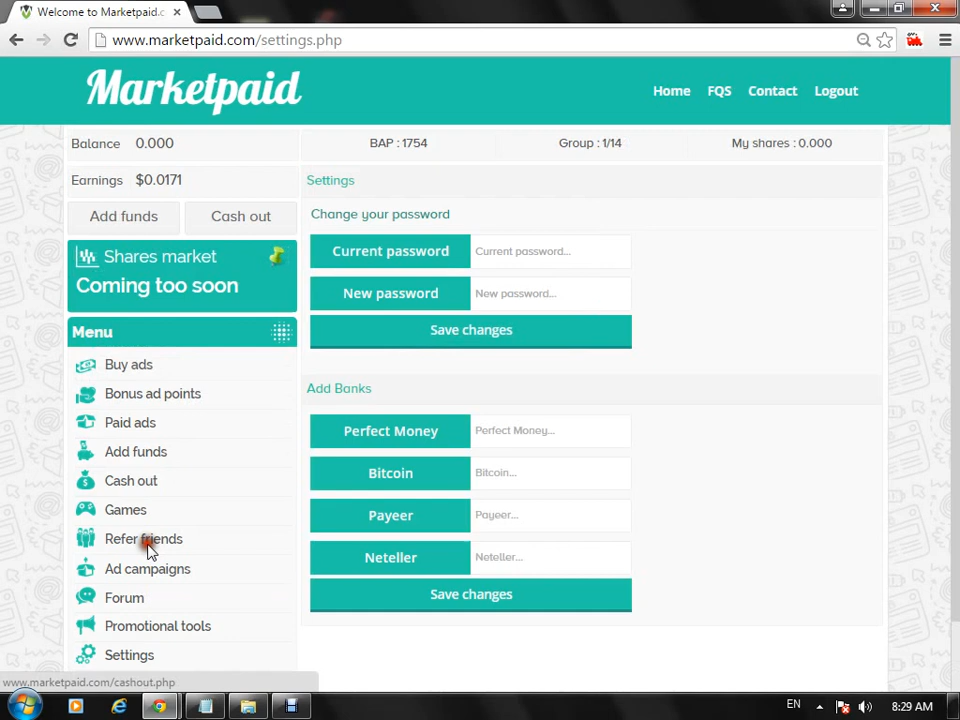 Welcome to Marketpaid.c
www.marketpaid.com/settings.php
Marketpaid
Home FQS Contact Logout
Balance 0.000
BAP : 1754
Group : 1/14
My shares : 0.000
Earnings $0.0171
Add funds Cash out
Shares market
Coming too soon
Menu
Buy ads
Bonus ad points
Paid ads
Add funds
Cash out
Games
Refer friends
Ad campaigns
Forum
Promotional tools
Settings
Settings
Change your password
Current password Current password...
New password New password...
Save changes
Add Banks
Perfect Money Perfect Money...
Bitcoin Bitcoin...
Payeer Payeer...
Neteller Neteller...
Save changes
www.marketpaid.com/cashout.php
EN 8:29 AM